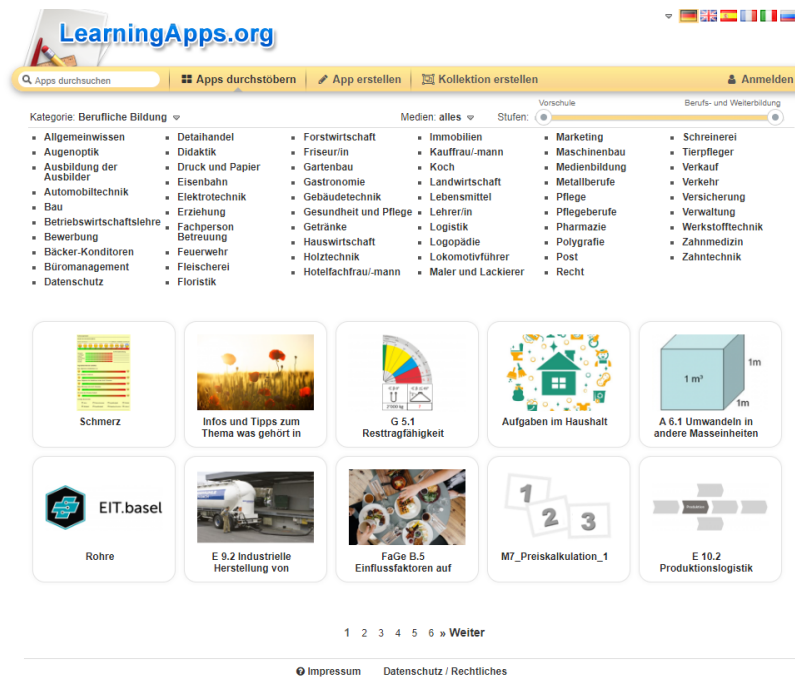 LearningApps.org
Apps durchsuchen
Apps durchstöbern
App erstellen
Kollektion erstellen
Anmelden
Kategorie: Berufliche Bildung
Medien: alles
Stufen:
Vorschule
Berufs- und Weiterbildung
Allgemeinwissen
Augenoptik
Ausbildung der
Ausbilder
Automobiltechnik
Bau
Betriebswirtschaftslehre
Bewerbung
Bäcker-Konditoren
Büromanagement
Datenschutz
Detaihandel
Didaktik
Druck und Papier
Eisenbahn
Elektrotechnik
Erziehung
Fachperson
Betreuung
Feuerwehr
Fleischerei
Floristik
Forstwirtschaft
Friseur/in
Gartenbau
Gastronomie
Gebäudetechnik
Gesundheit und Pflege
Getränke
Hauswirtschaft
Holztechnik
Hotelfachfrau/-mann
Immobilien
Kauffrau/-mann
Koch
Landwirtschaft
Lebensmittel
Lehrer/in
Logistik
Logopädie
Lokomotivführer
Maler und Lackierer
Marketing
Maschinenbau
Medienbildung
Metallberufe
Pflege
Pflegeberufe
Pharmazie
Polygrafie
Post
Recht
Schreinerei
Tierpfleger
Verkauf
Verkehr
Versicherung
Verwaltung
Werkstofftechnik
Zahnmedizin
Zahntechnik
Schmerz
Infos und Tipps zum
Thema was gehört in
G 5.1
Resttragfähigkeit
Aufgaben im Haushalt
1 m³
1m
1m
A 6.1 Umwandeln in
andere Masseinheiten
EIT.basel
Rohre
E 9.2 Industrielle
Herstellung von
FaGe B.5
Einflussfaktoren auf
1
2
3
M7_Preiskalkulation_1
E 10.2
Produktionslogistik
1 2 3 4 5 6 » Weiter
Impressum
Datenschutz / Rechtliches